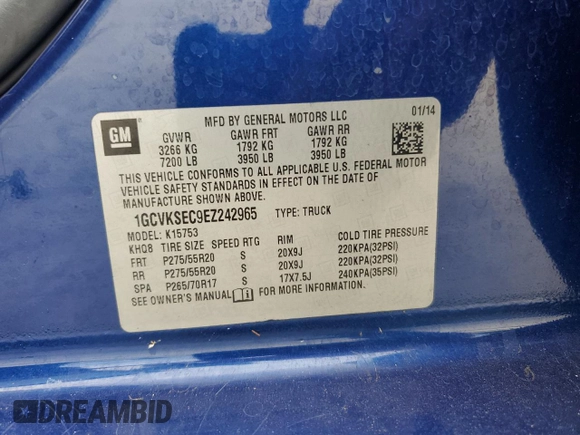 GM
MFD BY GENERAL MOTORS LLC 01/14
GVWR GAWR FRT GAWR RR
3266 KG 1792 KG 1792 KG
7200 LB 3950 LB 3950 LB
THIS VEHICLE CONFORMS TO ALL APPLICABLE U.S. FEDERAL MOTOR
VEHICLE SAFETY STANDARDS IN EFFECT ON THE DATE OF
MANUFACTURE SHOWN ABOVE.
1GCVKSEC9EZ242965 TYPE: TRUCK
MODEL: K15753
KHQ8 TIRE SIZE SPEED RTG RIM COLD TIRE PRESSURE
FRT P275/55R20 S 20X9J 220KPA(32PSI)
RR P275/55R20 S 20X9J 220KPA(32PSI)
SPA P265/70R17 S 17X7.5J 240KPA(35PSI)
SEE OWNER'S MANUAL FOR MORE INFORMATION.
DREAMBID